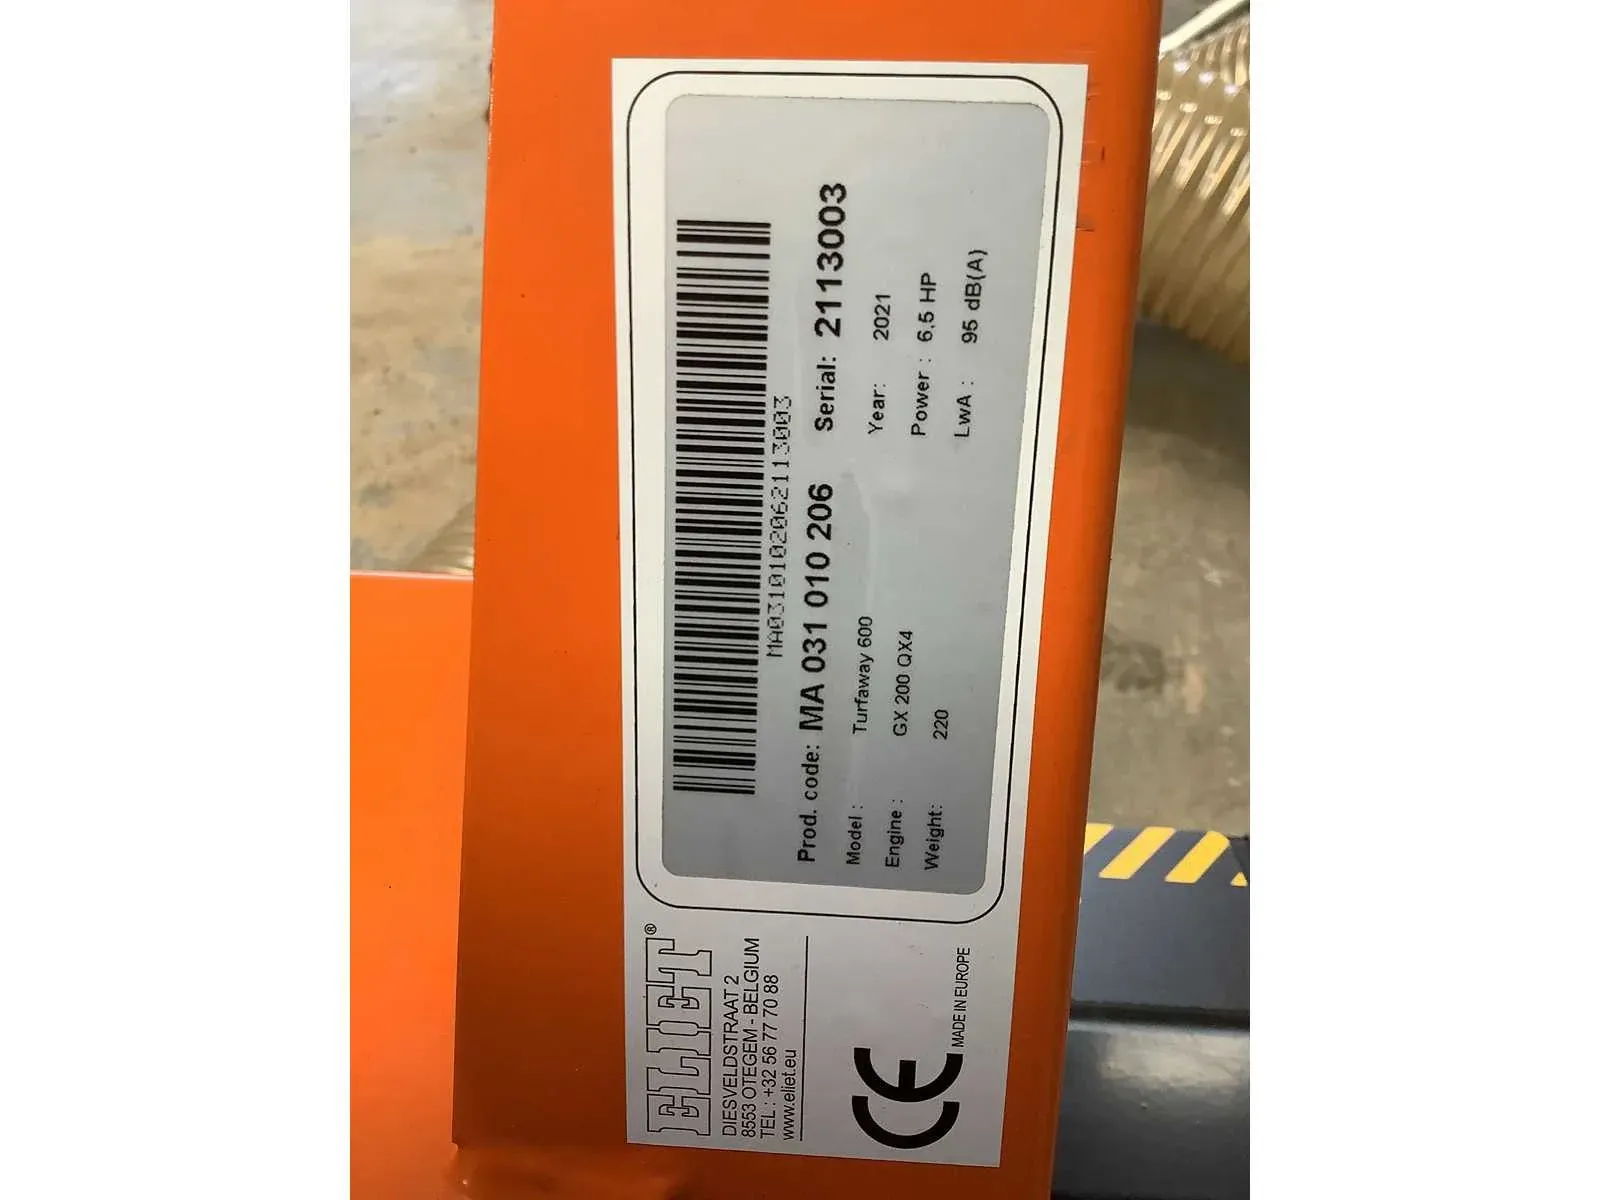 ELIET®
DIESVELDSTRAAT 2
8553 OTEGEM - BELGIUM
TEL : +32 56 77 70 88
www.eliet.eu
CE
MADE IN EUROPE
MA0310102062113003
Prod. code: MA 031 010 206 Serial: 2113003
Model : Turfaway 600 Year: 2021
Engine : GX 200 QX4 Power : 6,5 HP
Weight: 220 LwA : 95 dB(A)